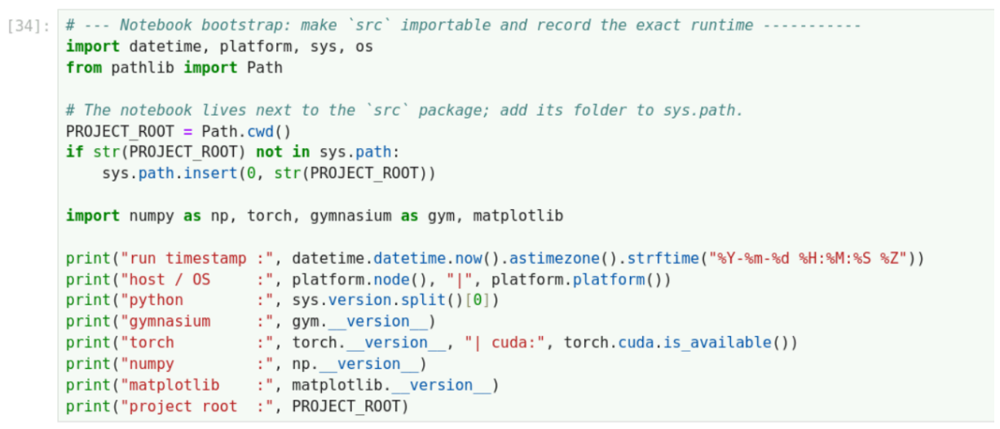 [34]: # --- Notebook bootstrap: make `src` importable and record the exact runtime -----------
import datetime, platform, sys, os
from pathlib import Path

# The notebook lives next to the `src` package; add its folder to sys.path.
PROJECT_ROOT = Path.cwd()
if str(PROJECT_ROOT) not in sys.path:
    sys.path.insert(0, str(PROJECT_ROOT))

import numpy as np, torch, gymnasium as gym, matplotlib

print("run timestamp :", datetime.datetime.now().astimezone().strftime("%Y-%m-%d %H:%M:%S %Z"))
print("host / OS     :", platform.node(), "|", platform.platform())
print("python        :", sys.version.split()[0])
print("gymnasium     :", gym.__version__)
print("torch         :", torch.__version__, "| cuda:", torch.cuda.is_available())
print("numpy         :", np.__version__)
print("matplotlib    :", matplotlib.__version__)
print("project root  :", PROJECT_ROOT)